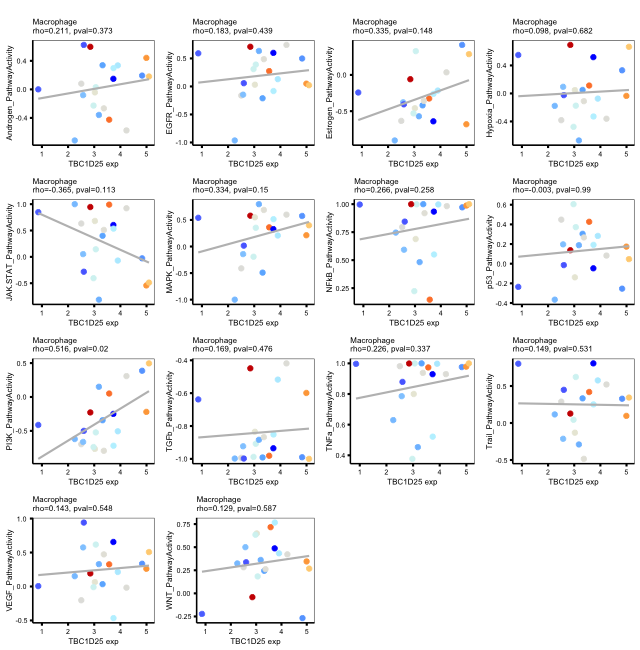 Macrophage
rho=0.211, pval=0.373
Androgen_PathwayActivity
0.4
0.0
-0.4
1 2 3 4 5
TBC1D25 exp
Macrophage
rho=0.183, pval=0.439
EGFR_PathwayActivity
0.5
0.0
-0.5
-1.0
1 2 3 4 5
TBC1D25 exp
Macrophage
rho=0.335, pval=0.148
Estrogen_PathwayActivity
0.0
-0.5
1 2 3 4 5
TBC1D25 exp
Macrophage
rho=0.098, pval=0.682
Hypoxia_PathwayActivity
0.4
0.0
-0.4
1 2 3 4 5
TBC1D25 exp
Macrophage
rho=-0.365, pval=0.113
JAK.STAT_PathwayActivity
1.0
0.5
0.0
-0.5
1 2 3 4 5
TBC1D25 exp
Macrophage
rho=0.334, pval=0.15
MAPK_PathwayActivity
0.5
0.0
-0.5
-1.0
1 2 3 4 5
TBC1D25 exp
Macrophage
rho=0.266, pval=0.258
NFkB_PathwayActivity
1.00
0.75
0.50
0.25
1 2 3 4 5
TBC1D25 exp
Macrophage
rho=-0.003, pval=0.99
p53_PathwayActivity
0.6
0.4
0.2
0.0
-0.2
-0.4
1 2 3 4 5
TBC1D25 exp
Macrophage
rho=0.516, pval=0.02
PI3K_PathwayActivity
0.5
0.0
-0.5
1 2 3 4 5
TBC1D25 exp
Macrophage
rho=0.169, pval=0.476
TGFb_PathwayActivity
-0.4
-0.6
-0.8
-1.0
1 2 3 4 5
TBC1D25 exp
Macrophage
rho=0.226, pval=0.337
TNFa_PathwayActivity
1.0
0.8
0.6
0.4
1 2 3 4 5
TBC1D25 exp
Macrophage
rho=0.149, pval=0.531
Trail_PathwayActivity
0.5
0.0
-0.5
1 2 3 4 5
TBC1D25 exp
Macrophage
rho=0.143, pval=0.548
VEGF_PathwayActivity
1.0
0.5
0.0
-0.5
1 2 3 4 5
TBC1D25 exp
Macrophage
rho=0.129, pval=0.587
WNT_PathwayActivity
0.75
0.50
0.25
0.00
-0.25
1 2 3 4 5
TBC1D25 exp